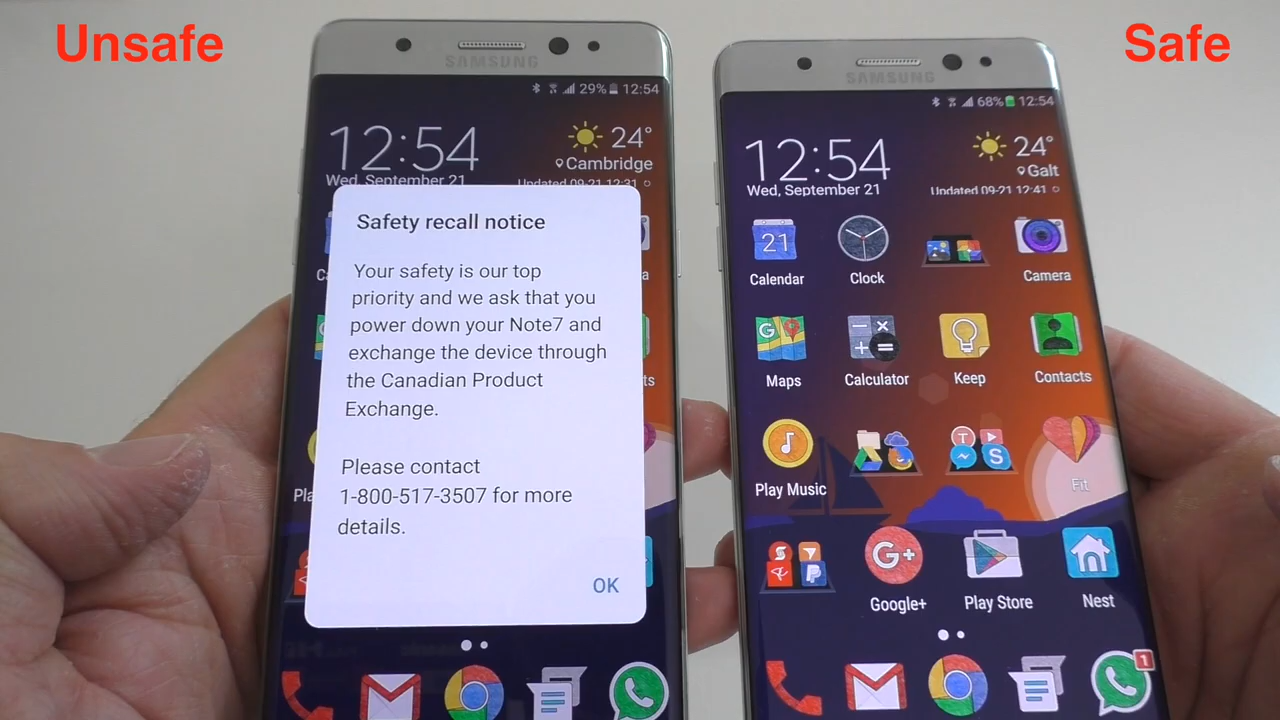 Unsafe
Safe
SAMSUNG
29% 12:54
12:54
24°
Cambridge
Wed, September 21
Updated 09-21 12:31
Safety recall notice
Your safety is our top
priority and we ask that you
power down your Note7 and
exchange the device through
the Canadian Product
Exchange.
Please contact
1-800-517-3507 for more
details.
OK
SAMSUNG
68% 12:54
12:54
24°
Galt
Wed, September 21
Updated 09-21 12:41
21
Calendar
Clock
Camera
G
Maps
Calculator
Keep
Contacts
Play Music
T
S
Fit
G+
P
Google+
Play Store
Nest
1